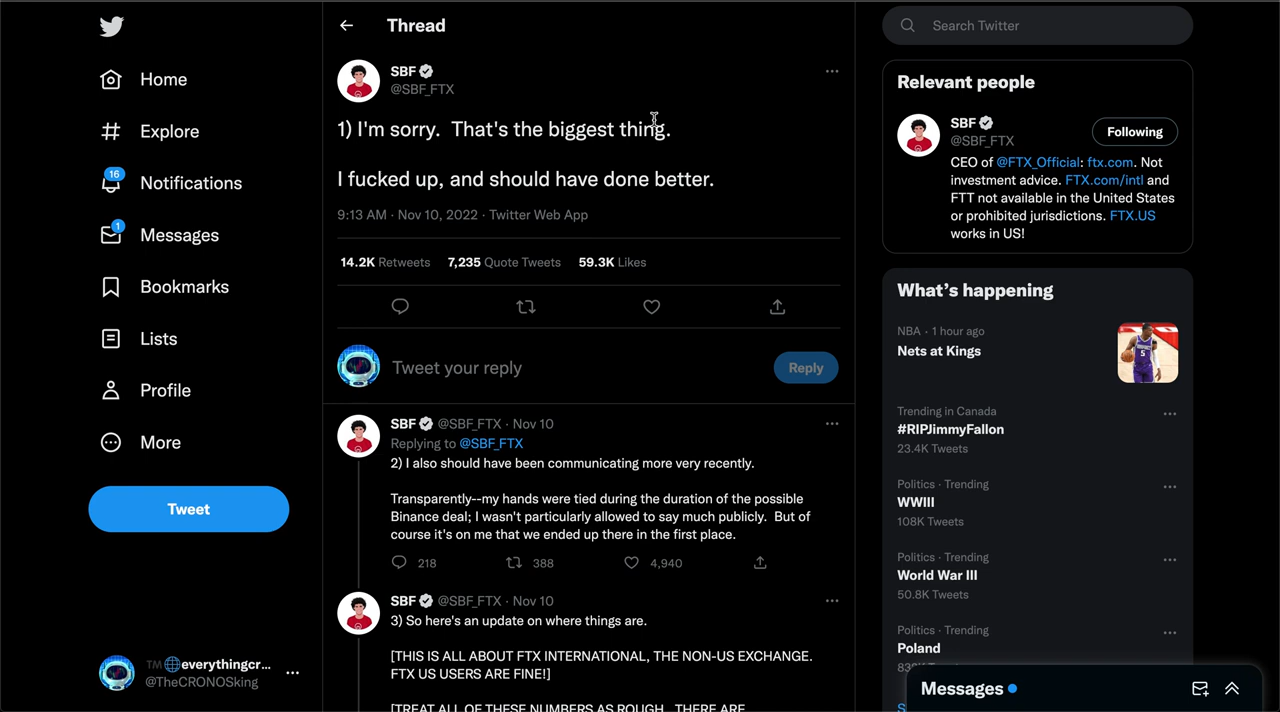 Home
Explore
16
Notifications
1
Messages
Bookmarks
Lists
Profile
More
Tweet
TM 🌐everythingcr...
@TheCRONOSking
Thread
SBF
@SBF_FTX
1) I'm sorry.  That's the biggest thing.
I fucked up, and should have done better.
9:13 AM · Nov 10, 2022 · Twitter Web App
14.2K Retweets 7,235 Quote Tweets 59.3K Likes
Tweet your reply
Reply
SBF @SBF_FTX · Nov 10
Replying to @SBF_FTX
2) I also should have been communicating more very recently.
Transparently--my hands were tied during the duration of the possible
Binance deal; I wasn't particularly allowed to say much publicly.  But of
course it's on me that we ended up there in the first place.
218 388 4,940
SBF @SBF_FTX · Nov 10
3) So here's an update on where things are.
[THIS IS ALL ABOUT FTX INTERNATIONAL, THE NON-US EXCHANGE.
FTX US USERS ARE FINE!]
[TREAT ALL OF THESE NUMBERS AS ROUGH.  THERE ARE
Search Twitter
Relevant people
SBF
@SBF_FTX
Following
CEO of @FTX_Official: ftx.com. Not
investment advice. FTX.com/intl and
FTT not available in the United States
or prohibited jurisdictions. FTX.US
works in US!
What's happening
NBA · 1 hour ago
Nets at Kings
Trending in Canada
#RIPJimmyFallon
23.4K Tweets
Politics · Trending
WWIII
108K Tweets
Politics · Trending
World War III
50.8K Tweets
Politics · Trending
Poland
Messages